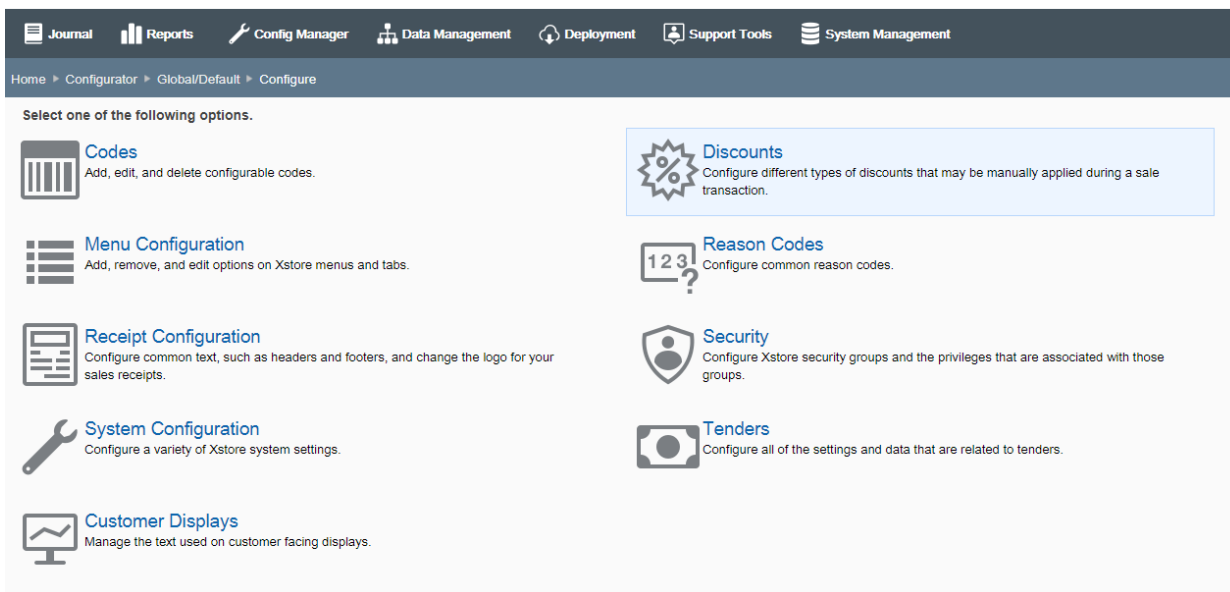 Journal Reports Config Manager Data Management Deployment Support Tools System Management
Home Configurator Global/Default Configure
Select one of the following options.
Codes
Add, edit, and delete configurable codes.
Discounts
Configure different types of discounts that may be manually applied during a sale
transaction.
Menu Configuration
Add, remove, and edit options on Xstore menus and tabs.
1 2 3 ?
Reason Codes
Configure common reason codes.
Receipt Configuration
Configure common text, such as headers and footers, and change the logo for your
sales receipts.
Security
Configure Xstore security groups and the privileges that are associated with those
groups.
System Configuration
Configure a variety of Xstore system settings.
Tenders
Configure all of the settings and data that are related to tenders.
Customer Displays
Manage the text used on customer facing displays.